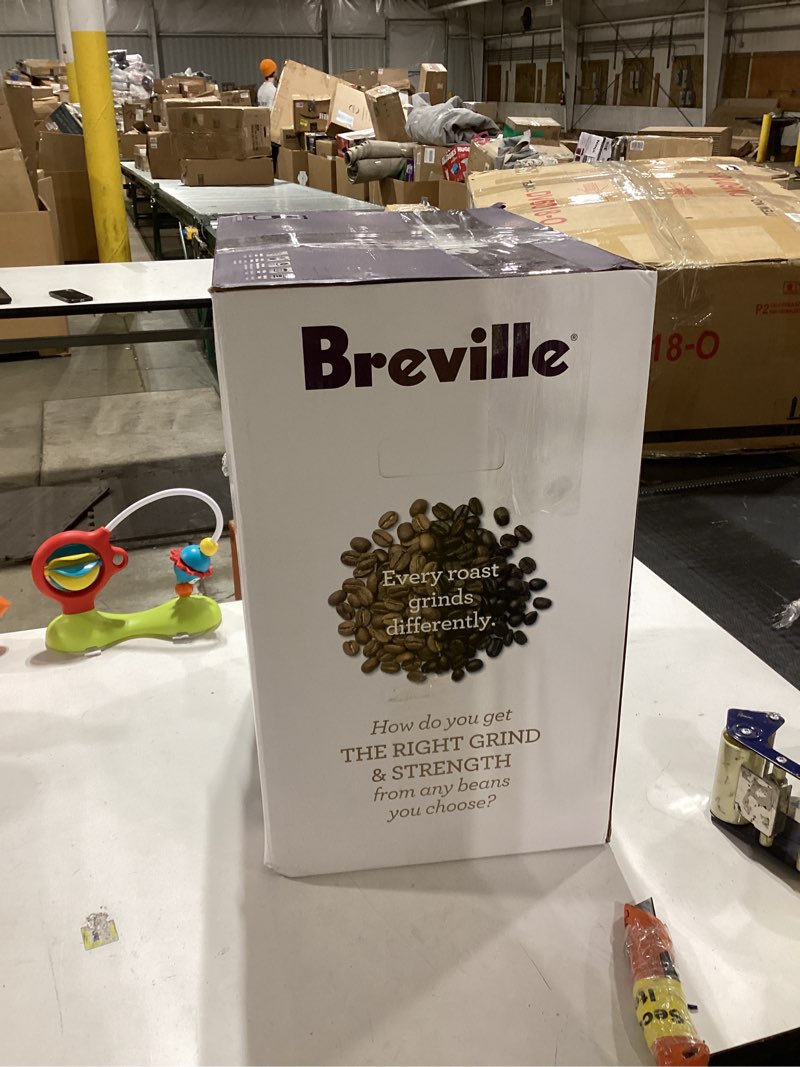 Breville®
Every roast
grinds
differently.
How do you get
THE RIGHT GRIND
& STRENGTH
from any beans
you choose?
18-O
P2